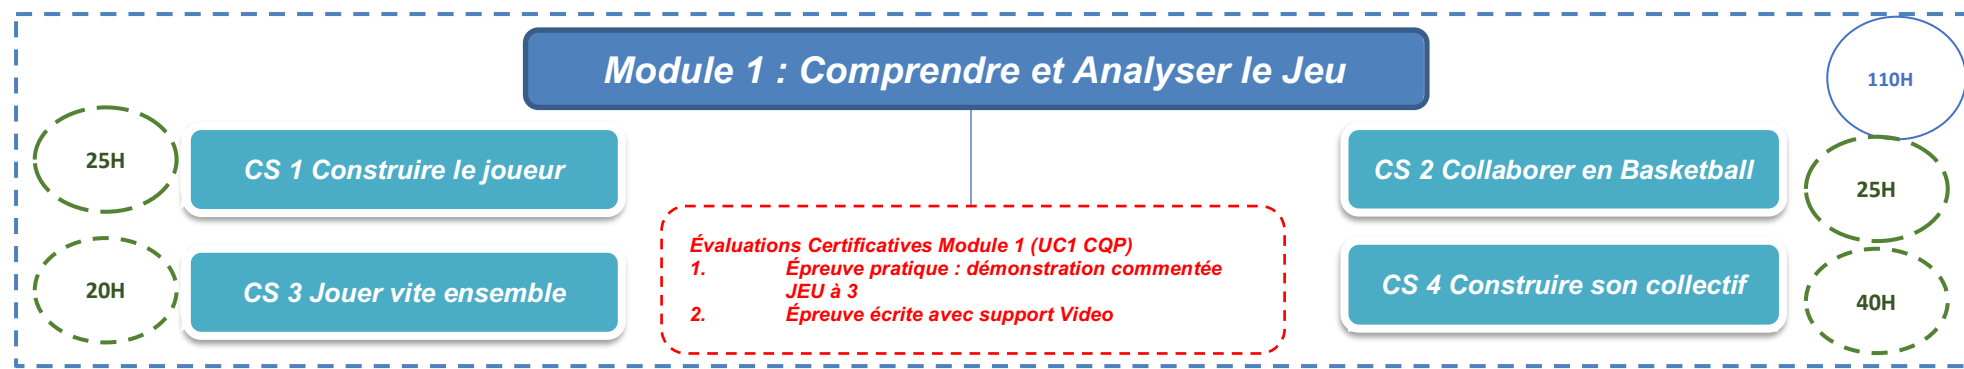 Module 1 : Comprendre et Analyser le Jeu
110H
25H
CS 1 Construire le joueur
CS 2 Collaborer en Basketball
25H
Évaluations Certificatives Module 1 (UC1 CQP)
1. Épreuve pratique : démonstration commentée
JEU à 3
2. Épreuve écrite avec support Video
20H
CS 3 Jouer vite ensemble
CS 4 Construire son collectif
40H